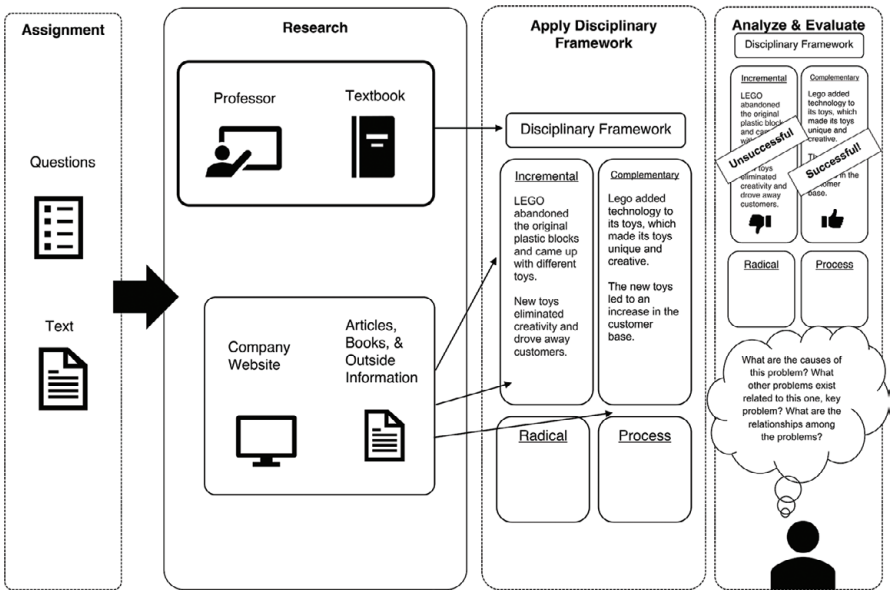 Assignment
Questions
Text
Research
Professor
Textbook
Company
Website
Articles,
Books, &
Outside
Information
Apply Disciplinary
Framework
Disciplinary Framework
Incremental
LEGO
abandoned
the original
plastic blocks
and came up
with different
toys.
New toys
eliminated
creativity and
drove away
customers.
Complementary
Lego added
technology to
its toys, which
made its toys
unique and
creative.
The new toys
led to an
increase in the
customer
base.
Radical
Process
Analyze & Evaluate
Disciplinary Framework
Incremental
LEGO
abandoned
the original
plastic blocks
and
with
toys
eliminated
creativity and
drove away
customers.
Unsuccessful
Complementary
Lego added
technology to
its toys, which
made its toys
unique and
creative.
in the
base.
Successful!
Radical
Process
What are the causes of
this problem? What
other problems exist
related to this one, key
problem? What are the
relationships among
the problems?